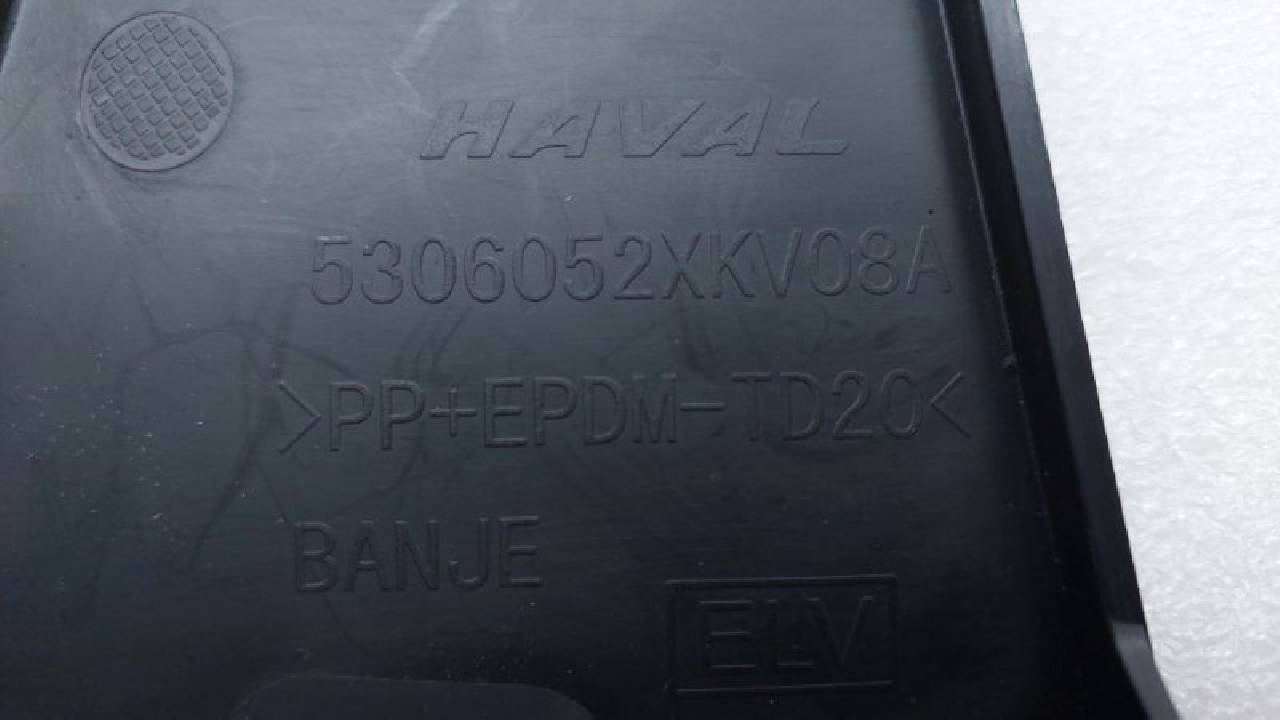 HAVAL
5306052XKV08A
>PP+EPDM-TD20<
BANJE
ELV